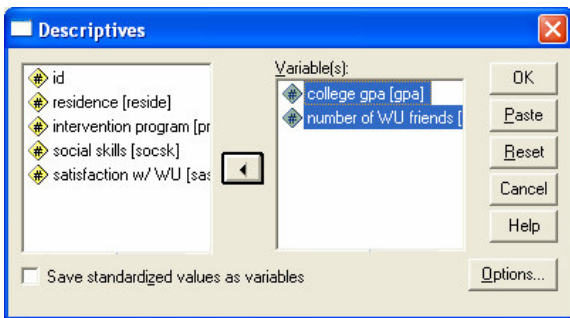 Descriptives
id
residence [reside]
intervention program [pr
social skills [socsk]
satisfaction w/ WU [sas
Variable(s):
college gpa [gpa]
number of WU friends [
OK
Paste
Reset
Cancel
Help
Save standardized values as variables
Options...